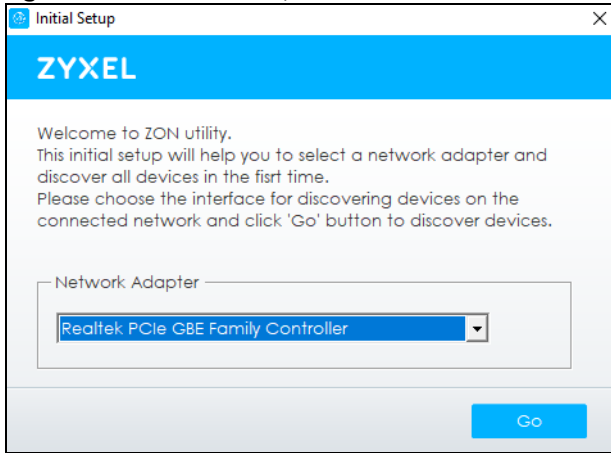 Initial Setup
ZYXEL
Welcome to ZON utility.
This initial setup will help you to select a network adapter and
discover all devices in the fisrt time.
Please choose the interface for discovering devices on the
connected network and click 'Go' button to discover devices.
Network Adapter
Realtek PCIe GBE Family Controller
Go